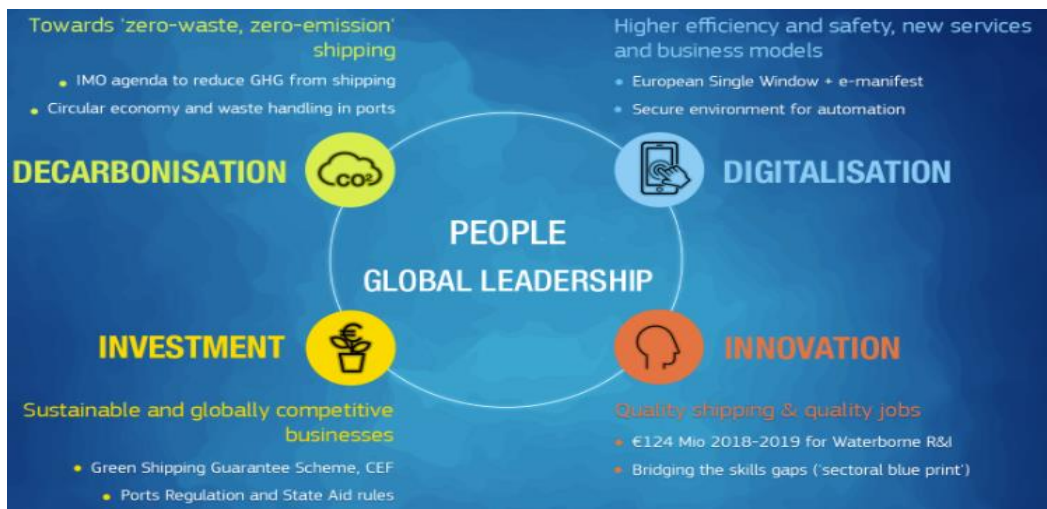 Towards 'zero-waste, zero-emission'
shipping
• IMO agenda to reduce GHG from shipping
• Circular economy and waste handling in ports
DECARBONISATION
CO²
Higher efficiency and safety, new services
and business models
• European Single Window + e-manifest
• Secure environment for automation
DIGITALISATION
PEOPLE
GLOBAL LEADERSHIP
INVESTMENT
€
Sustainable and globally competitive
businesses
• Green Shipping Guarantee Scheme, CEF
• Ports Regulation and State Aid rules
INNOVATION
Quality shipping & quality jobs
• €124 Mio 2018-2019 for Waterborne R&I
• Bridging the skills gaps ('sectoral blue print')